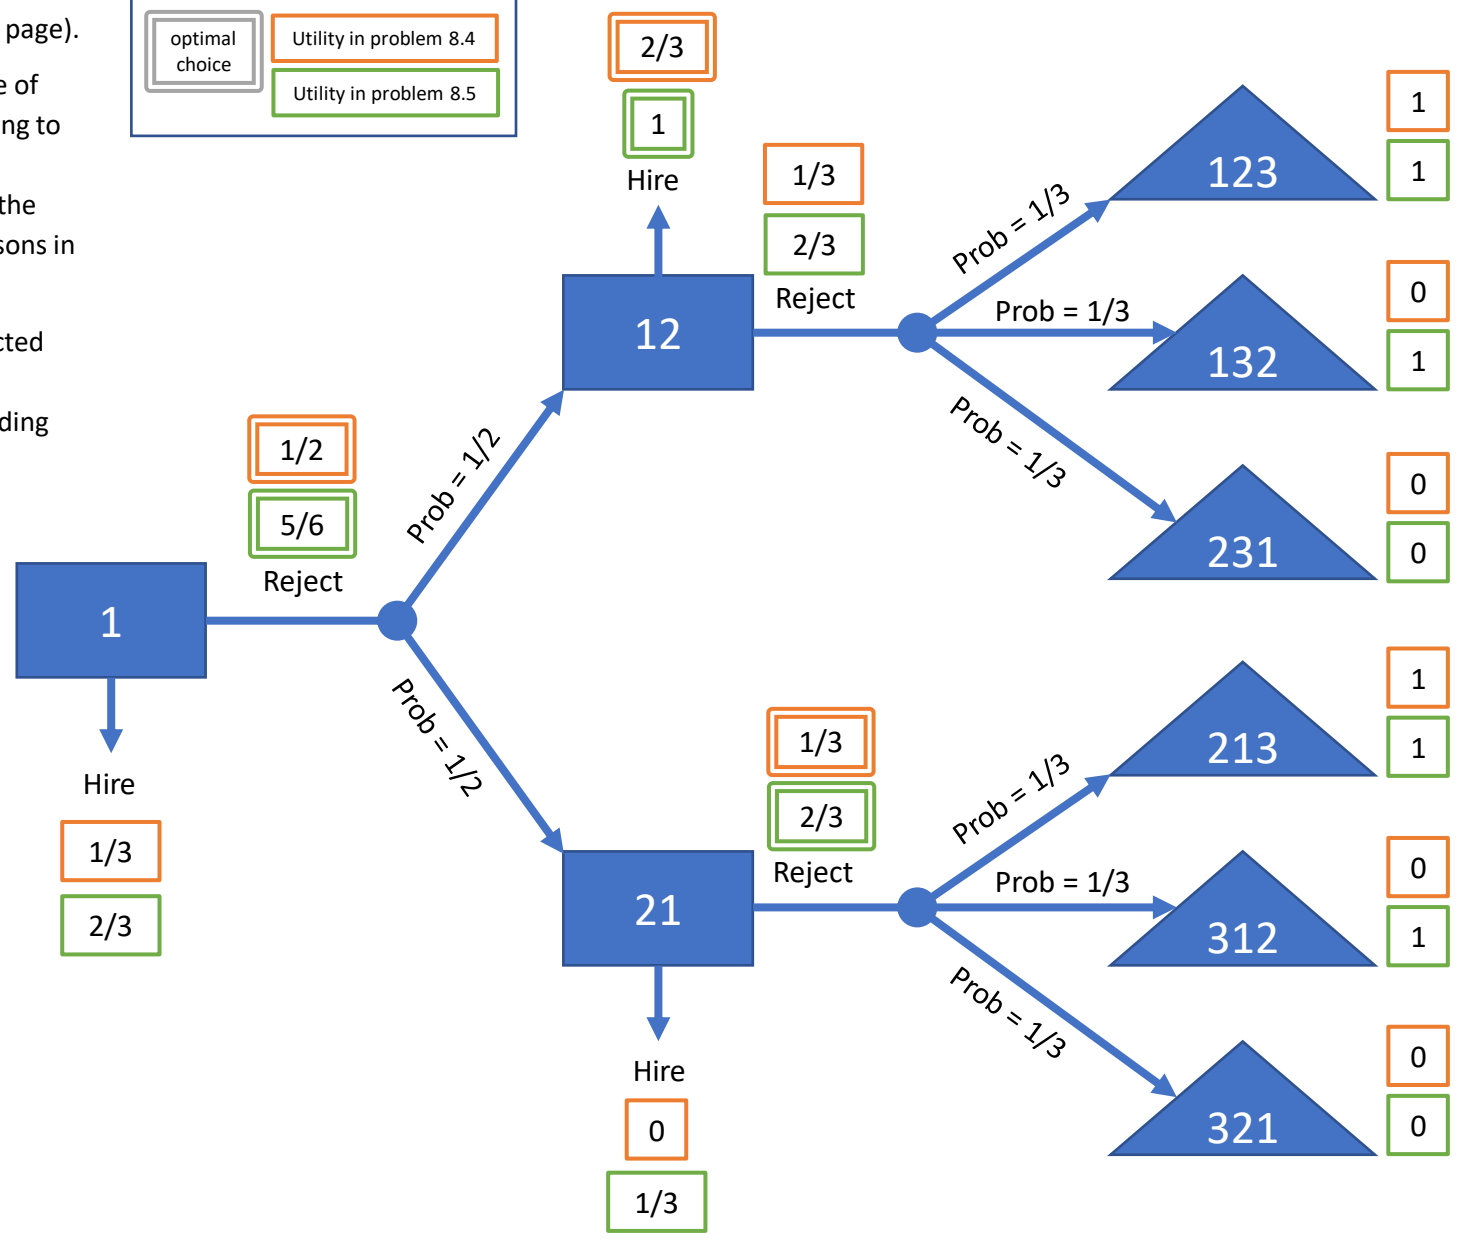 page).
e of
ng to
the
sons in
cted
ding
optimal
choice
Utility in problem 8.4
Utility in problem 8.5
2/3
1
Hire
1/3
2/3
Reject
12
Prob = 1/3
Prob = 1/3
Prob = 1/3
123
1
1
132
0
1
231
0
0
1/2
5/6
Reject
Prob = 1/2
1
Prob = 1/2
Hire
1/3
2/3
1/3
2/3
Reject
21
Hire
0
1/3
Prob = 1/3
Prob = 1/3
Prob = 1/3
213
1
1
312
0
1
321
0
0